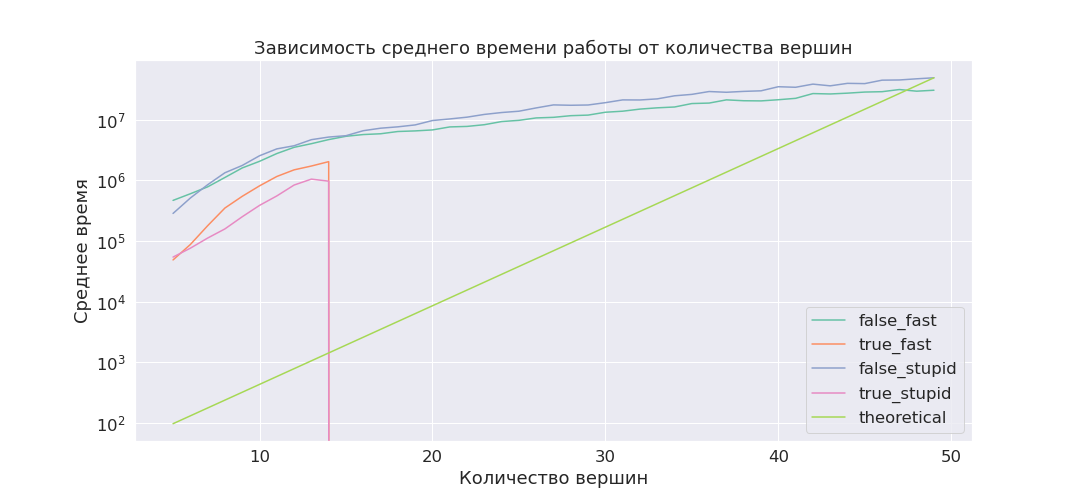 Зависимость среднего времени работы от количества вершин
Среднее время
10^7
10^6
10^5
10^4
10^3
10^2
false_fast
true_fast
false_stupid
true_stupid
theoretical
10 20 30 40 50
Количество вершин